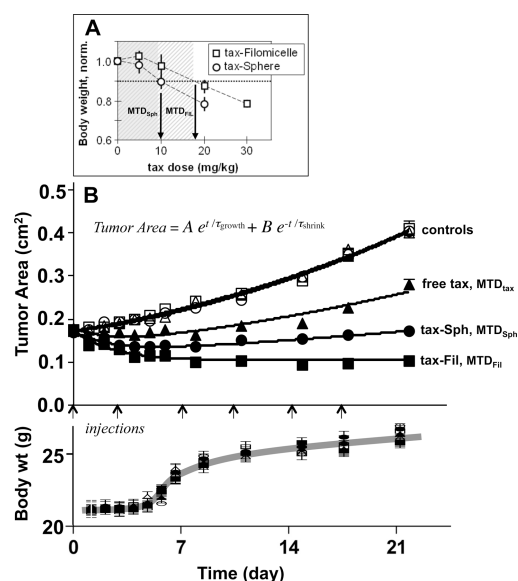 A
Body weight, norm.
1.0
0.8
0.6
tax-Filomicelle
tax-Sphere
MTDSph
MTDFIL
0 10 20 30 40
tax dose (mg/kg)
B
Tumor Area = A e^t/τgrowth + B e^-t/τshrink
Tumor Area (cm²)
0.5
0.4
0.3
0.2
0.1
0.0
controls
free tax, MTDtax
tax-Sph, MTDSph
tax-Fil, MTDFil
injections
Body wt (g)
25
20
0 7 14 21
Time (day)